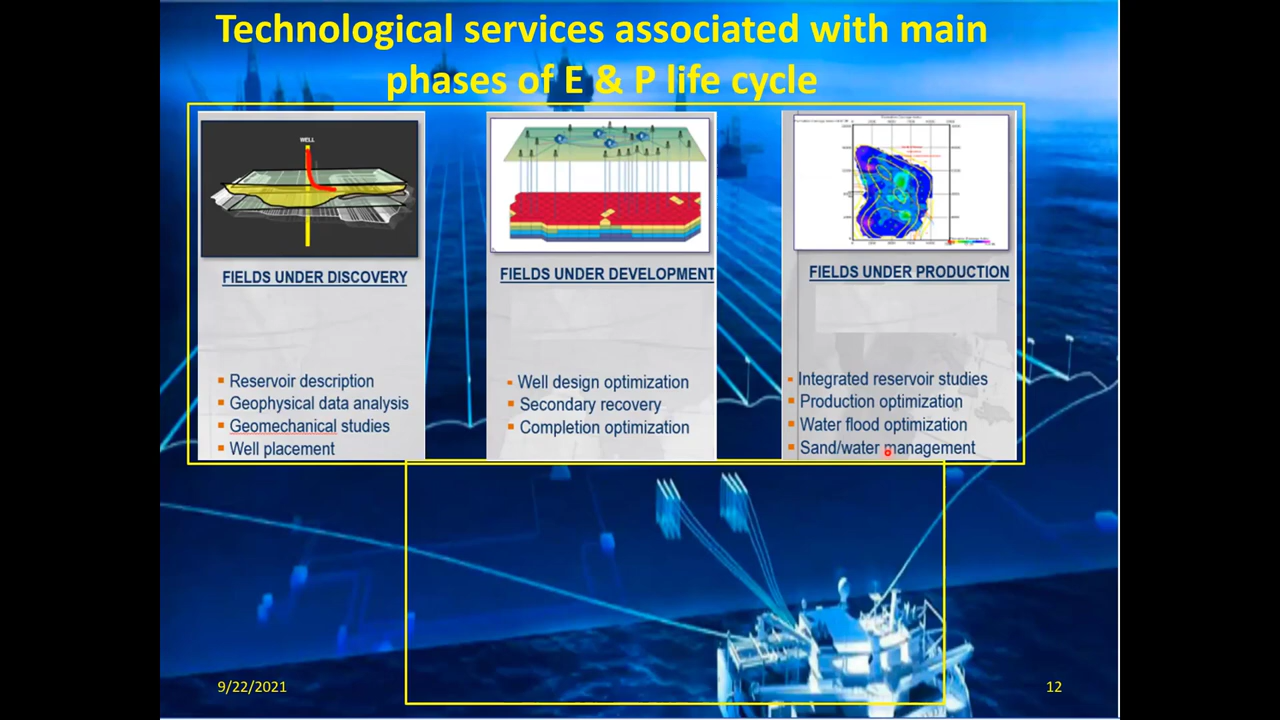 Technological services associated with main
phases of E & P life cycle
WELL
FIELDS UNDER DISCOVERY
Reservoir description
Geophysical data analysis
Geomechanical studies
Well placement
FIELDS UNDER DEVELOPMENT
Well design optimization
Secondary recovery
Completion optimization
FIELDS UNDER PRODUCTION
Integrated reservoir studies
Production optimization
Water flood optimization
Sand/water management
9/22/2021
12